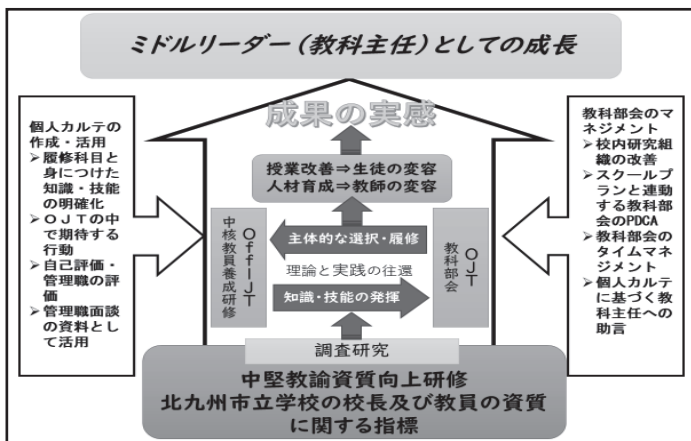 ミドルリーダー（教科主任）としての成長
成果の実感
個人カルテの
作成・活用
➢履修科目と
身につけた
知識・技能
の明確化
➢ＯＪＴの中
で期待する
行動
➢自己評価・
管理職の評
価
➢管理職面談
の資料とし
て活用
授業改善⇒生徒の変容
人材育成⇒教師の変容
OffJT
中核教員養成研修
主体的な選択・履修
理論と実践の往還
知識・技能の発揮
OJT
教科部会
教科部会のマ
ネジメント
➢校内研究組
織の改善
➢スクールプ
ランと連動
する教科部
会のPDCA
➢教科部会の
タイムマネ
ジメント
➢個人カルテ
に基づく教
科主任への
助言
調査研究
中堅教諭資質向上研修
北九州市立学校の校長及び教員の資質
に関する指標